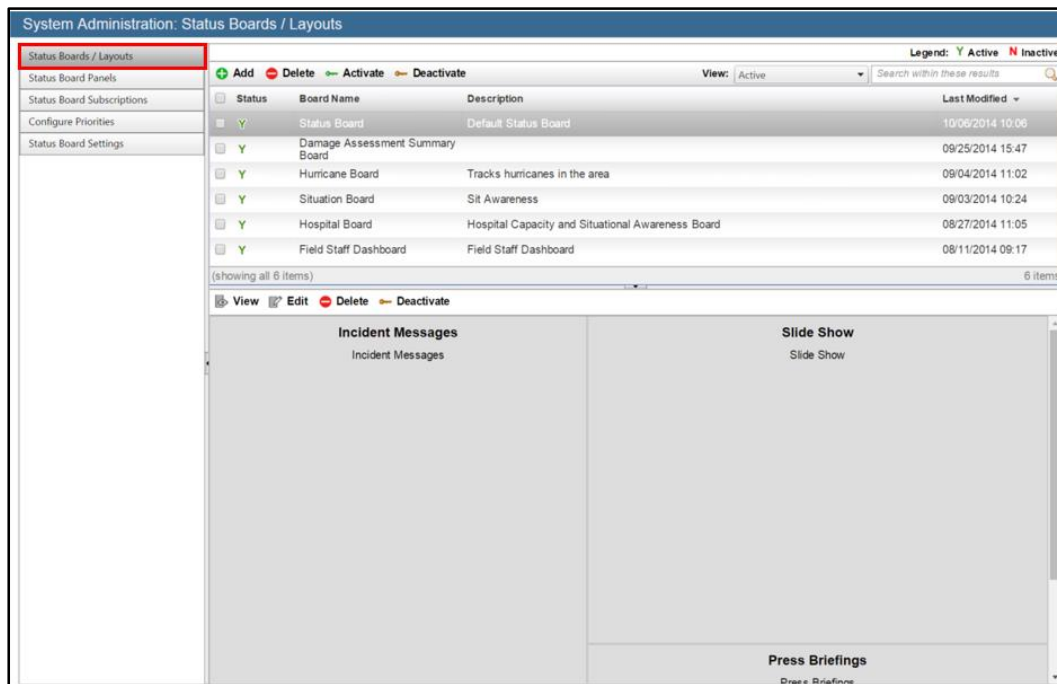 System Administration: Status Boards / Layouts
Status Boards / Layouts
Status Board Panels
Status Board Subscriptions
Configure Priorities
Status Board Settings
Legend: Y Active N Inactive
Add Delete Activate Deactivate View: Active Search within these results
Status Board Name Description Last Modified
Y Status Board Default Status Board 10/06/2014 10:06
Y Damage Assessment Summary
Board 09/25/2014 15:47
Y Hurricane Board Tracks hurricanes in the area 09/04/2014 11:02
Y Situation Board Sit Awareness 09/03/2014 10:24
Y Hospital Board Hospital Capacity and Situational Awareness Board 08/27/2014 11:05
Y Field Staff Dashboard Field Staff Dashboard 08/11/2014 09:17
(showing all 6 items) 6 items
View Edit Delete Deactivate
Incident Messages
Incident Messages
Slide Show
Slide Show
Press Briefings
Press Briefings